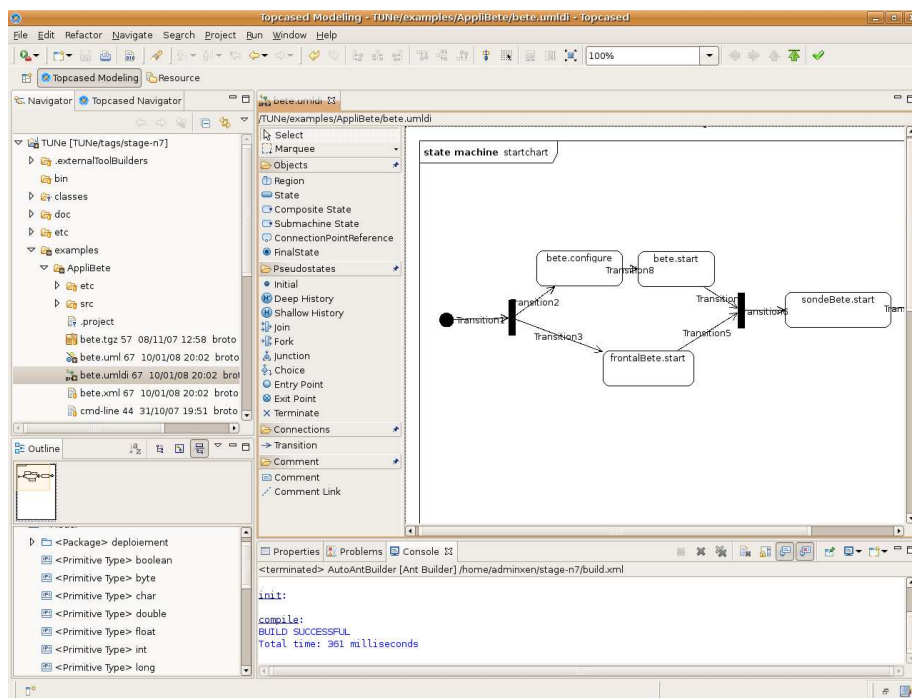 Topcased Modeling - TUNe/examples/AppliBete/bete.umldi - Topcased
File Edit Refactor Navigate Search Project Run Window Help
100%
Topcased Modeling Resource
Navigator Topcased Navigator
TUNe [TUNe/tags/stage-n7]
.externalToolBuilders
bin
classes
doc
etc
examples
AppliBete
etc
src
.project
bete.tgz 57 08/11/07 12:58 broto
bete.uml 67 10/01/08 20:02 broto
bete.umldi 67 10/01/08 20:02 brot
bete.xml 67 10/01/08 20:02 broto
cmd-line 44 31/10/07 19:51 broto
Outline
<Package> deploiement
<Primitive Type> boolean
<Primitive Type> byte
<Primitive Type> char
<Primitive Type> double
<Primitive Type> float
<Primitive Type> int
<Primitive Type> long
bete.umldi
/TUNe/examples/AppliBete/bete.umldi
Select
Marquee
Objects
Region
State
Composite State
Submachine State
ConnectionPointReference
FinalState
Pseudostates
Initial
Deep History
Shallow History
Join
Fork
Junction
Choice
Entry Point
Exit Point
Terminate
Connections
Transition
Comment
Comment
Comment Link
state machine startchart
bete.configure
bete.start
Transition8
Transition2
sondeBete.start
Transition1
Transition3
Transition5
frontalBete.start
Properties Problems Console
<terminated> AutoAntBuilder [Ant Builder] /home/adminxen/stage-n7/build.xml
init:
compile:
BUILD SUCCESSFUL
Total time: 361 milliseconds